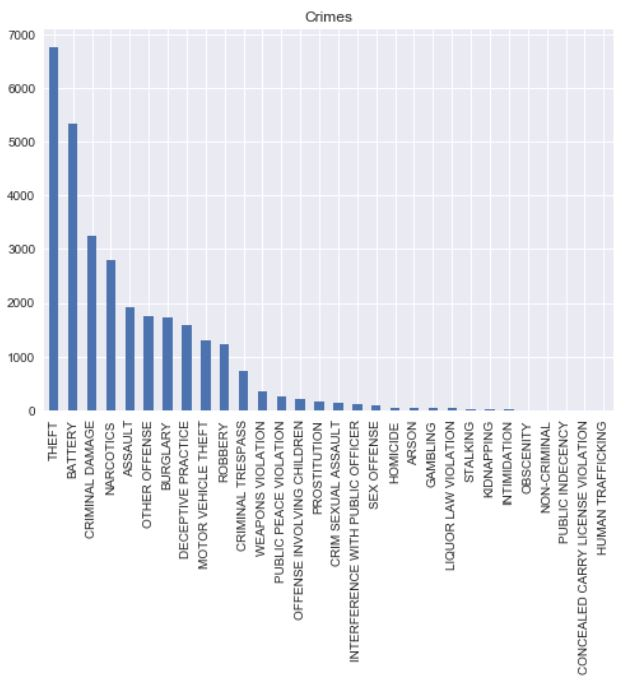 Crimes
7000
6000
5000
4000
3000
2000
1000
0
THEFT
BATTERY
CRIMINAL DAMAGE
NARCOTICS
ASSAULT
OTHER OFFENSE
BURGLARY
DECEPTIVE PRACTICE
MOTOR VEHICLE THEFT
ROBBERY
CRIMINAL TRESPASS
WEAPONS VIOLATION
PUBLIC PEACE VIOLATION
OFFENSE INVOLVING CHILDREN
PROSTITUTION
CRIM SEXUAL ASSAULT
INTERFERENCE WITH PUBLIC OFFICER
SEX OFFENSE
HOMICIDE
ARSON
GAMBLING
LIQUOR LAW VIOLATION
STALKING
KIDNAPPING
INTIMIDATION
OBSCENITY
NON-CRIMINAL
PUBLIC INDECENCY
CONCEALED CARRY LICENSE VIOLATION
HUMAN TRAFFICKING